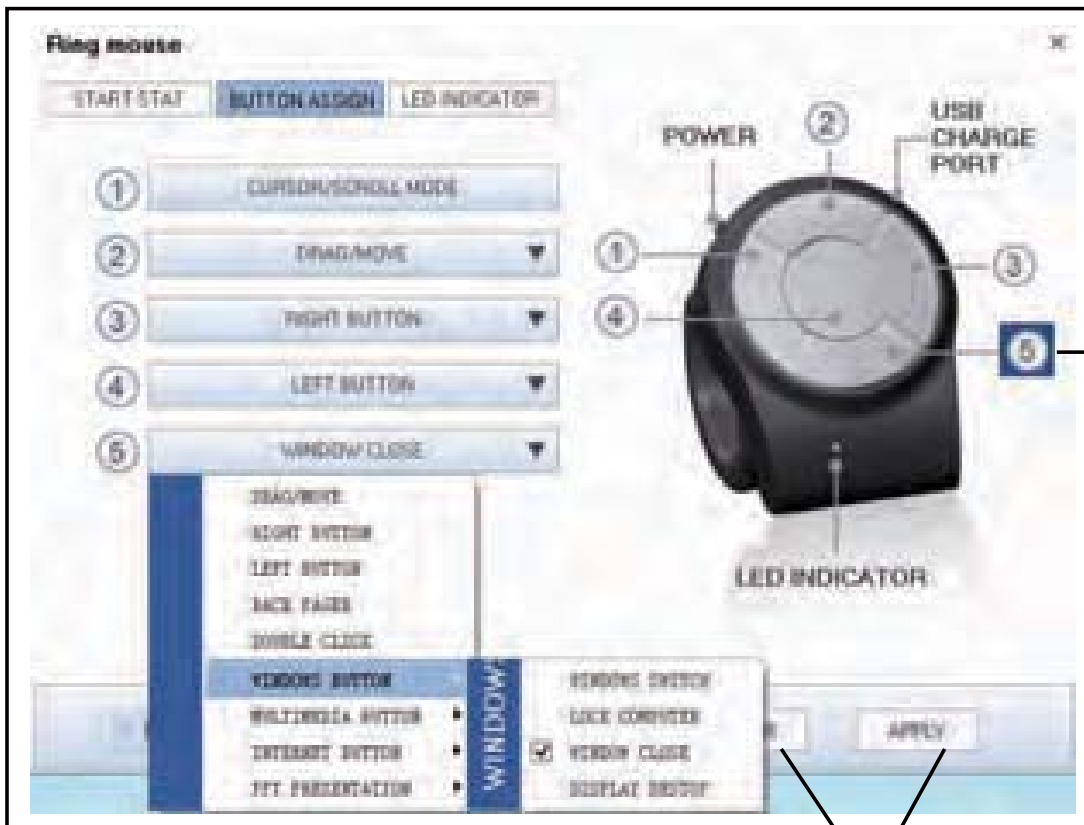 Ring mouse
START STAT BUTTON ASSIGN LED INDICATOR
① CURSOR/SCROLL MODE
② DRAG/MOVE
③ RIGHT BUTTON
④ LEFT BUTTON
⑤ WINDOW CLOSE
DRAG/MOVE
RIGHT BUTTON
LEFT BUTTON
BACK PAGES
DOUBLE CLICK
WINDOWS BUTTON
MULTIMEDIA BUTTON
INTERNET BUTTON
PPT PRESENTATION
WINDOW
WINDOWS SWITCH
LOCK COMPUTER
WINDOW CLOSE
DISPLAY DESTOP
APPLY
POWER
②
USB
CHARGE
PORT
①
③
④
⑤
LED INDICATOR